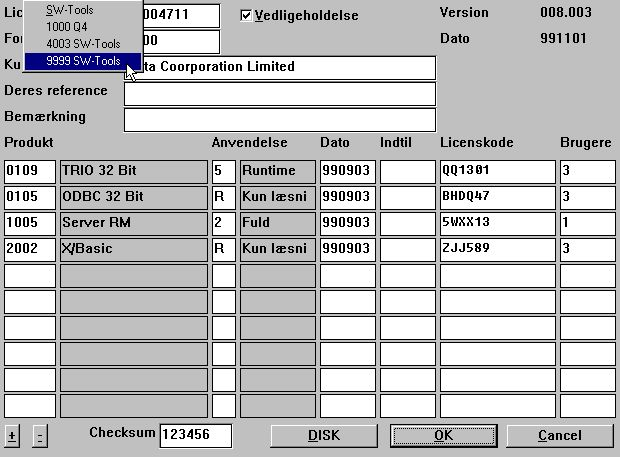 Lic SW-Tools 004711 Vedligeholdelse Version 008.003
1000 Q4
For 4003 SW-Tools 00 Dato 991101
Ku 9999 SW-Tools ta Coorporation Limited
Deres reference
Bemærkning
Produkt Anvendelse Dato Indtil Licenskode Brugere
0109 TRIO 32 Bit 5 Runtime 990903 QQ1301 3
0105 ODBC 32 Bit R Kun læsni 990903 BHDQ47 3
1005 Server RM 2 Fuld 990903 5WXX13 1
2002 X/Basic R Kun læsni 990903 ZJJ589 3
+ - Checksum 123456 DISK OK Cancel